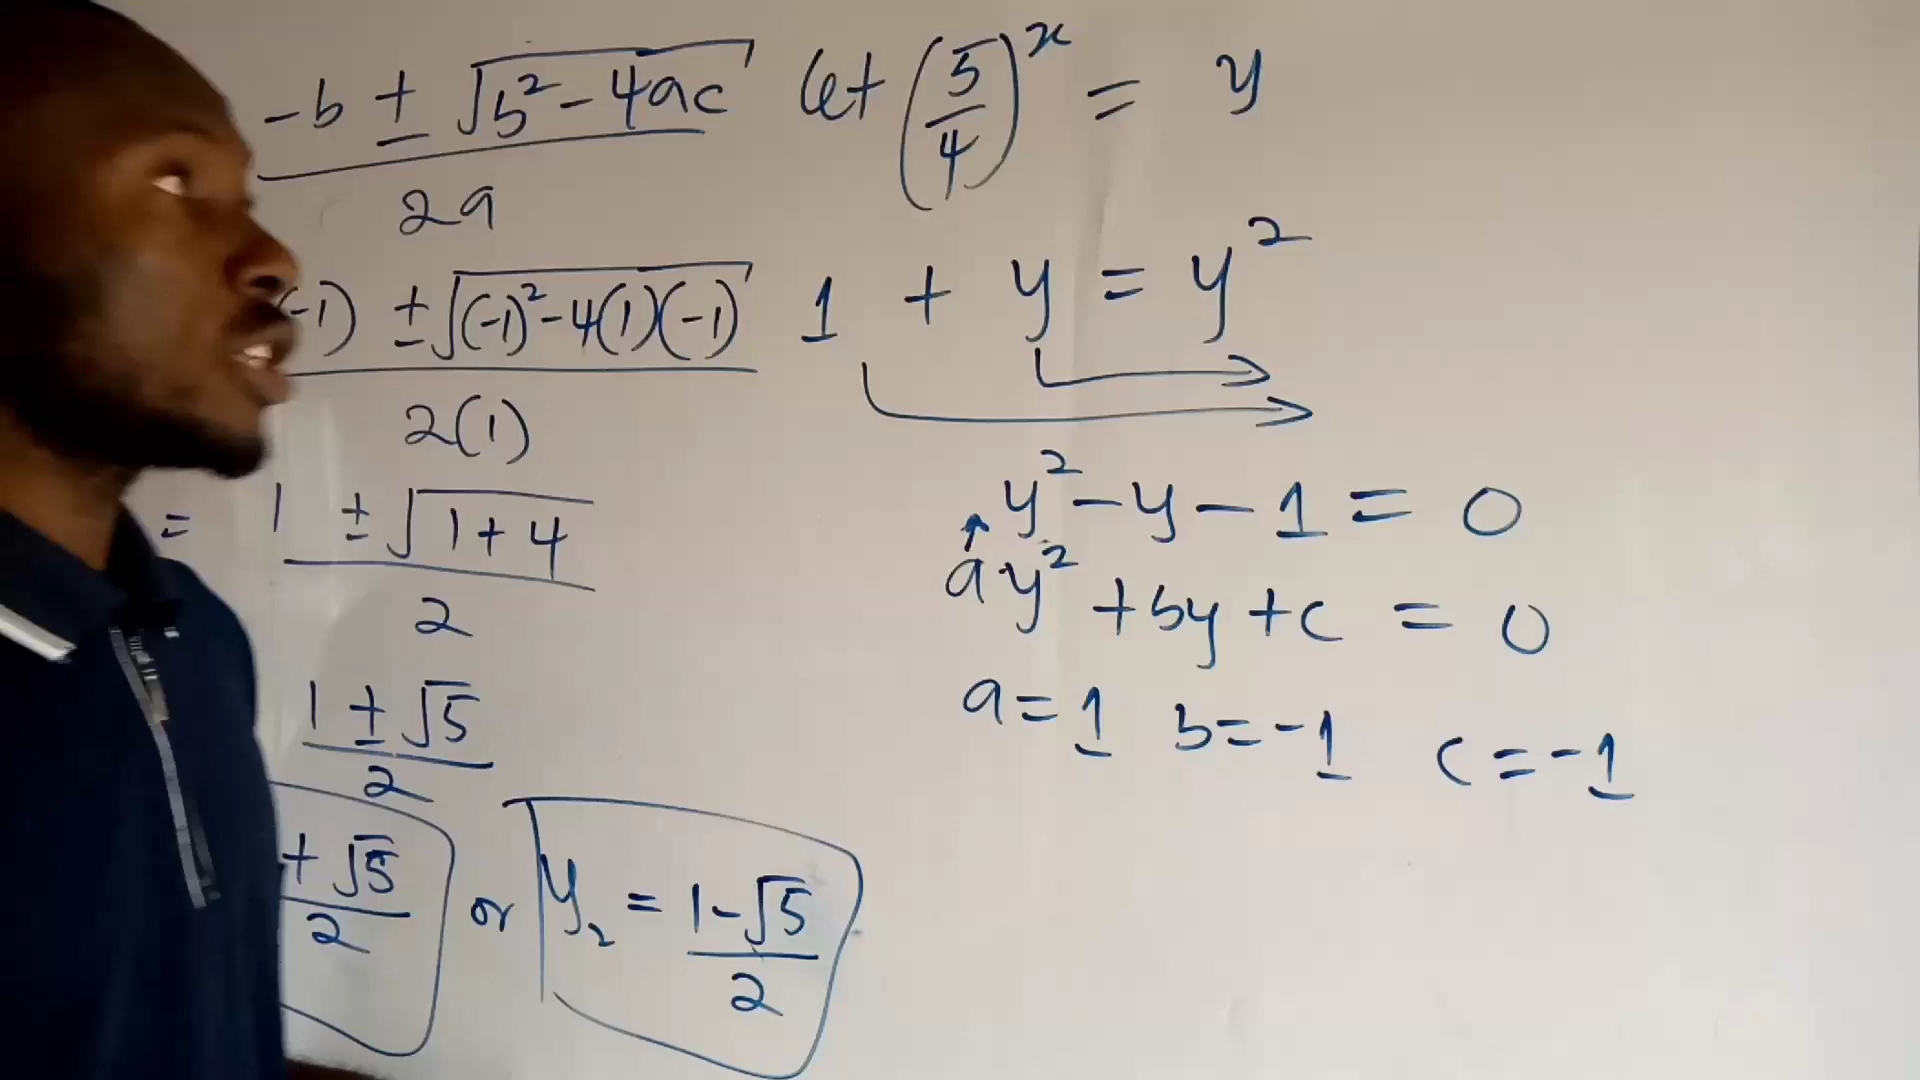 -b ± √b² - 4ac
2a
(-1) ± √(-1)² - 4(1)(-1)
2(1)
= 1 ± √1 + 4
2
1 ± √5
2
+ √5
2
or y₂ = 1 - √5
2
let (5/4)ˣ = y
1 + y = y²
y² - y - 1 = 0
ay² + by + c = 0
a = 1 b = -1 c = -1